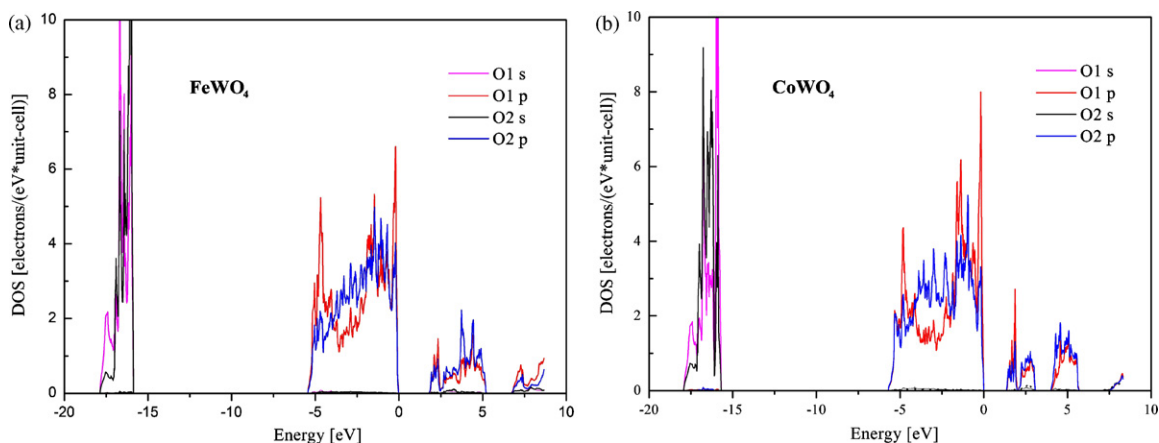 (a)
FeWO4
O1 s
O1 p
O2 s
O2 p
DOS [electrons/(eV*unit-cell)]
10
8
6
4
2
0
-20 -15 -10 -5 0 5 10
Energy [eV]
(b)
CoWO4
O1 s
O1 p
O2 s
O2 p
DOS [electrons/(eV*unit-cell)]
10
8
6
4
2
0
-20 -15 -10 -5 0 5 10
Energy [eV]